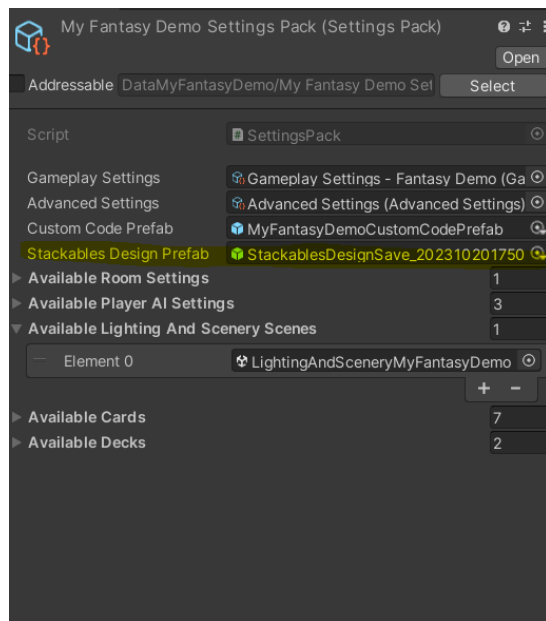 My Fantasy Demo Settings Pack (Settings Pack)
Open
Addressable DataMyFantasyDemo/My Fantasy Demo Set Select
Script SettingsPack
Gameplay Settings Gameplay Settings - Fantasy Demo (Ga
Advanced Settings Advanced Settings (Advanced Settings)
Custom Code Prefab MyFantasyDemoCustomCodePrefab
Stackables Design Prefab StackablesDesignSave_202310201750
Available Room Settings 1
Available Player AI Settings 3
Available Lighting And Scenery Scenes 1
Element 0 LightingAndSceneryMyFantasyDemo
+ −
Available Cards 7
Available Decks 2